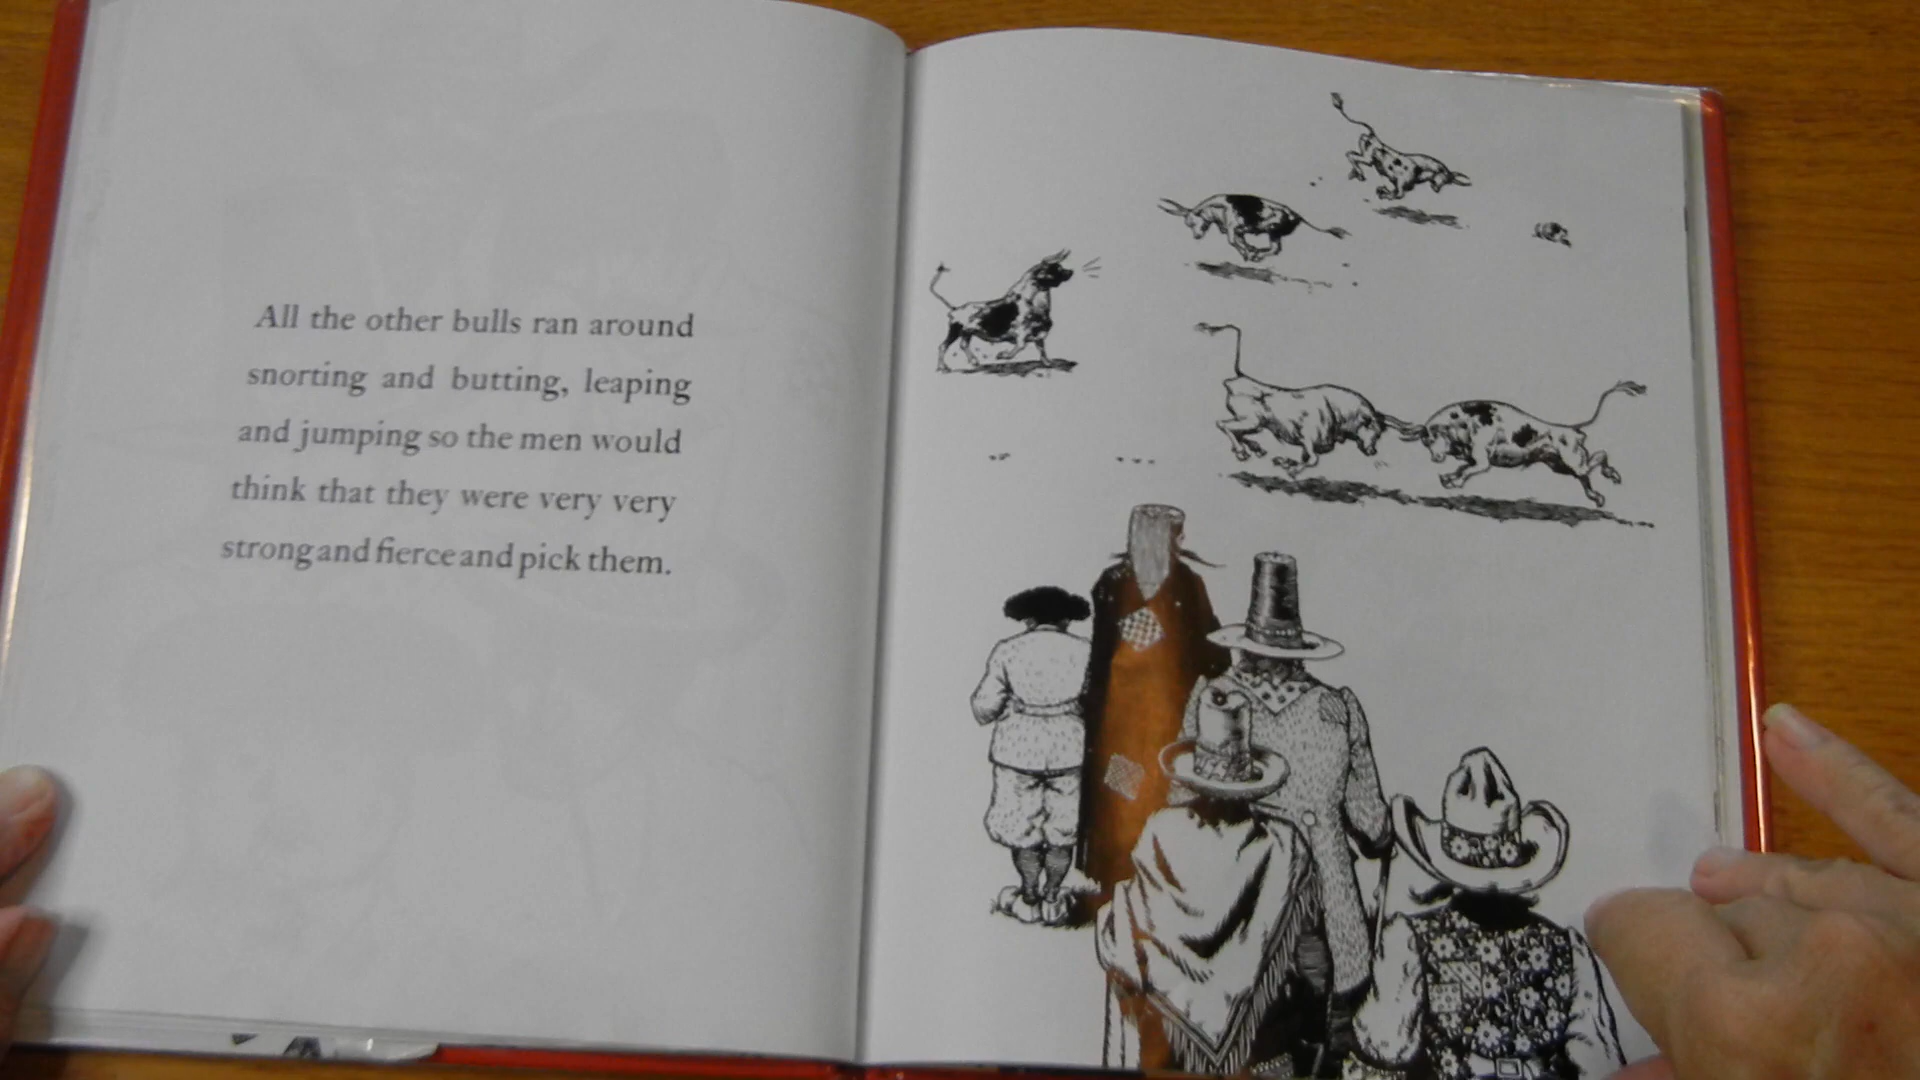 All the other bulls ran around
snorting and butting, leaping
and jumping so the men would
think that they were very very
strong and fierce and pick them.